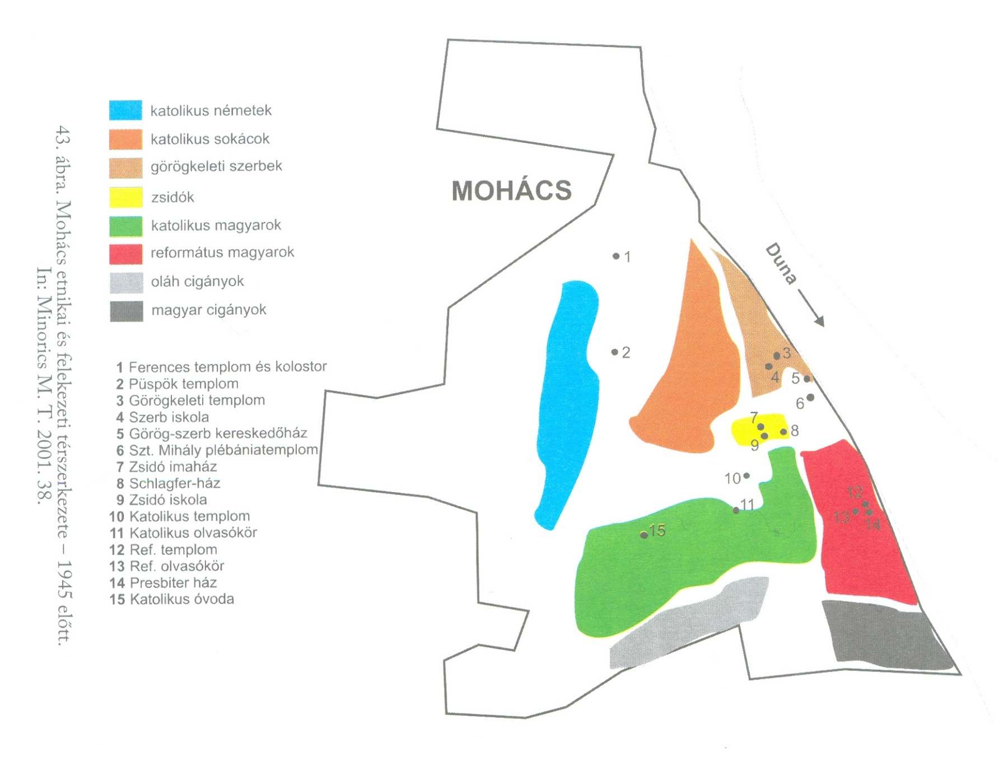 katolikus németek
katolikus sokácok
görögkeleti szerbek
zsidók
katolikus magyarok
református magyarok
oláh cigányok
magyar cigányok
1 Ferences templom és kolostor
2 Püspök templom
3 Görögkeleti templom
4 Szerb iskola
5 Görög-szerb kereskedőház
6 Szt. Mihály plébániatemplom
7 Zsidó imaház
8 Schlagfer-ház
9 Zsidó iskola
10 Katolikus templom
11 Katolikus olvasókör
12 Ref. templom
13 Ref. olvasókör
14 Presbiter ház
15 Katolikus óvoda
MOHÁCS
Duna
1
2
3
4
5
6
7
8
9
10
11
12
13
14
15
43. ábra. Mohács etnikai és felekezeti térszerkezete – 1945 előtt.
In: Minorics M. T. 2001. 38.